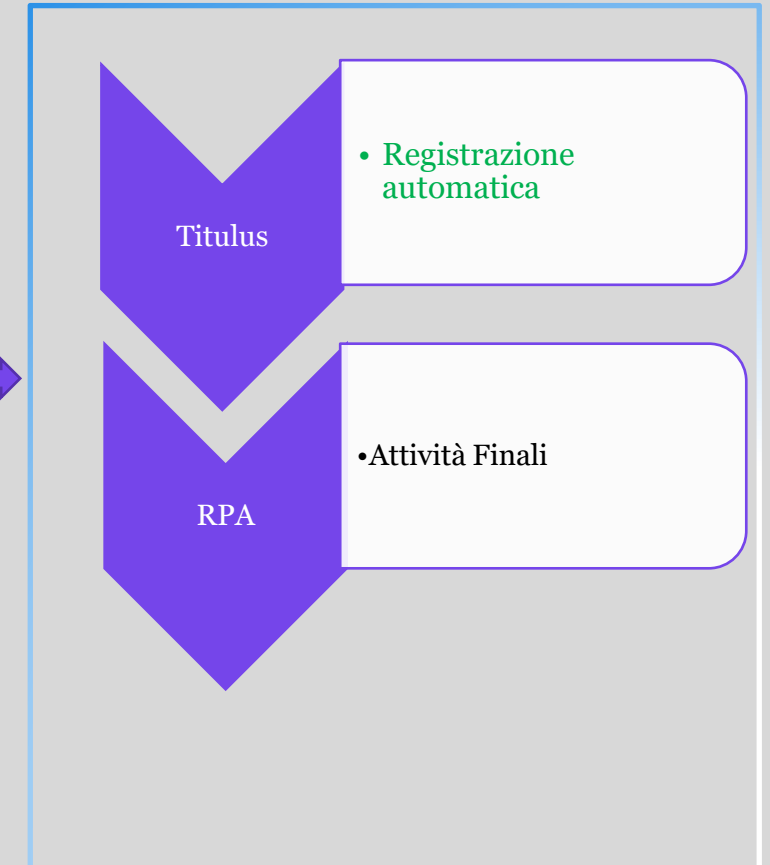 Titulus
• Registrazione
automatica
RPA
•Attività Finali